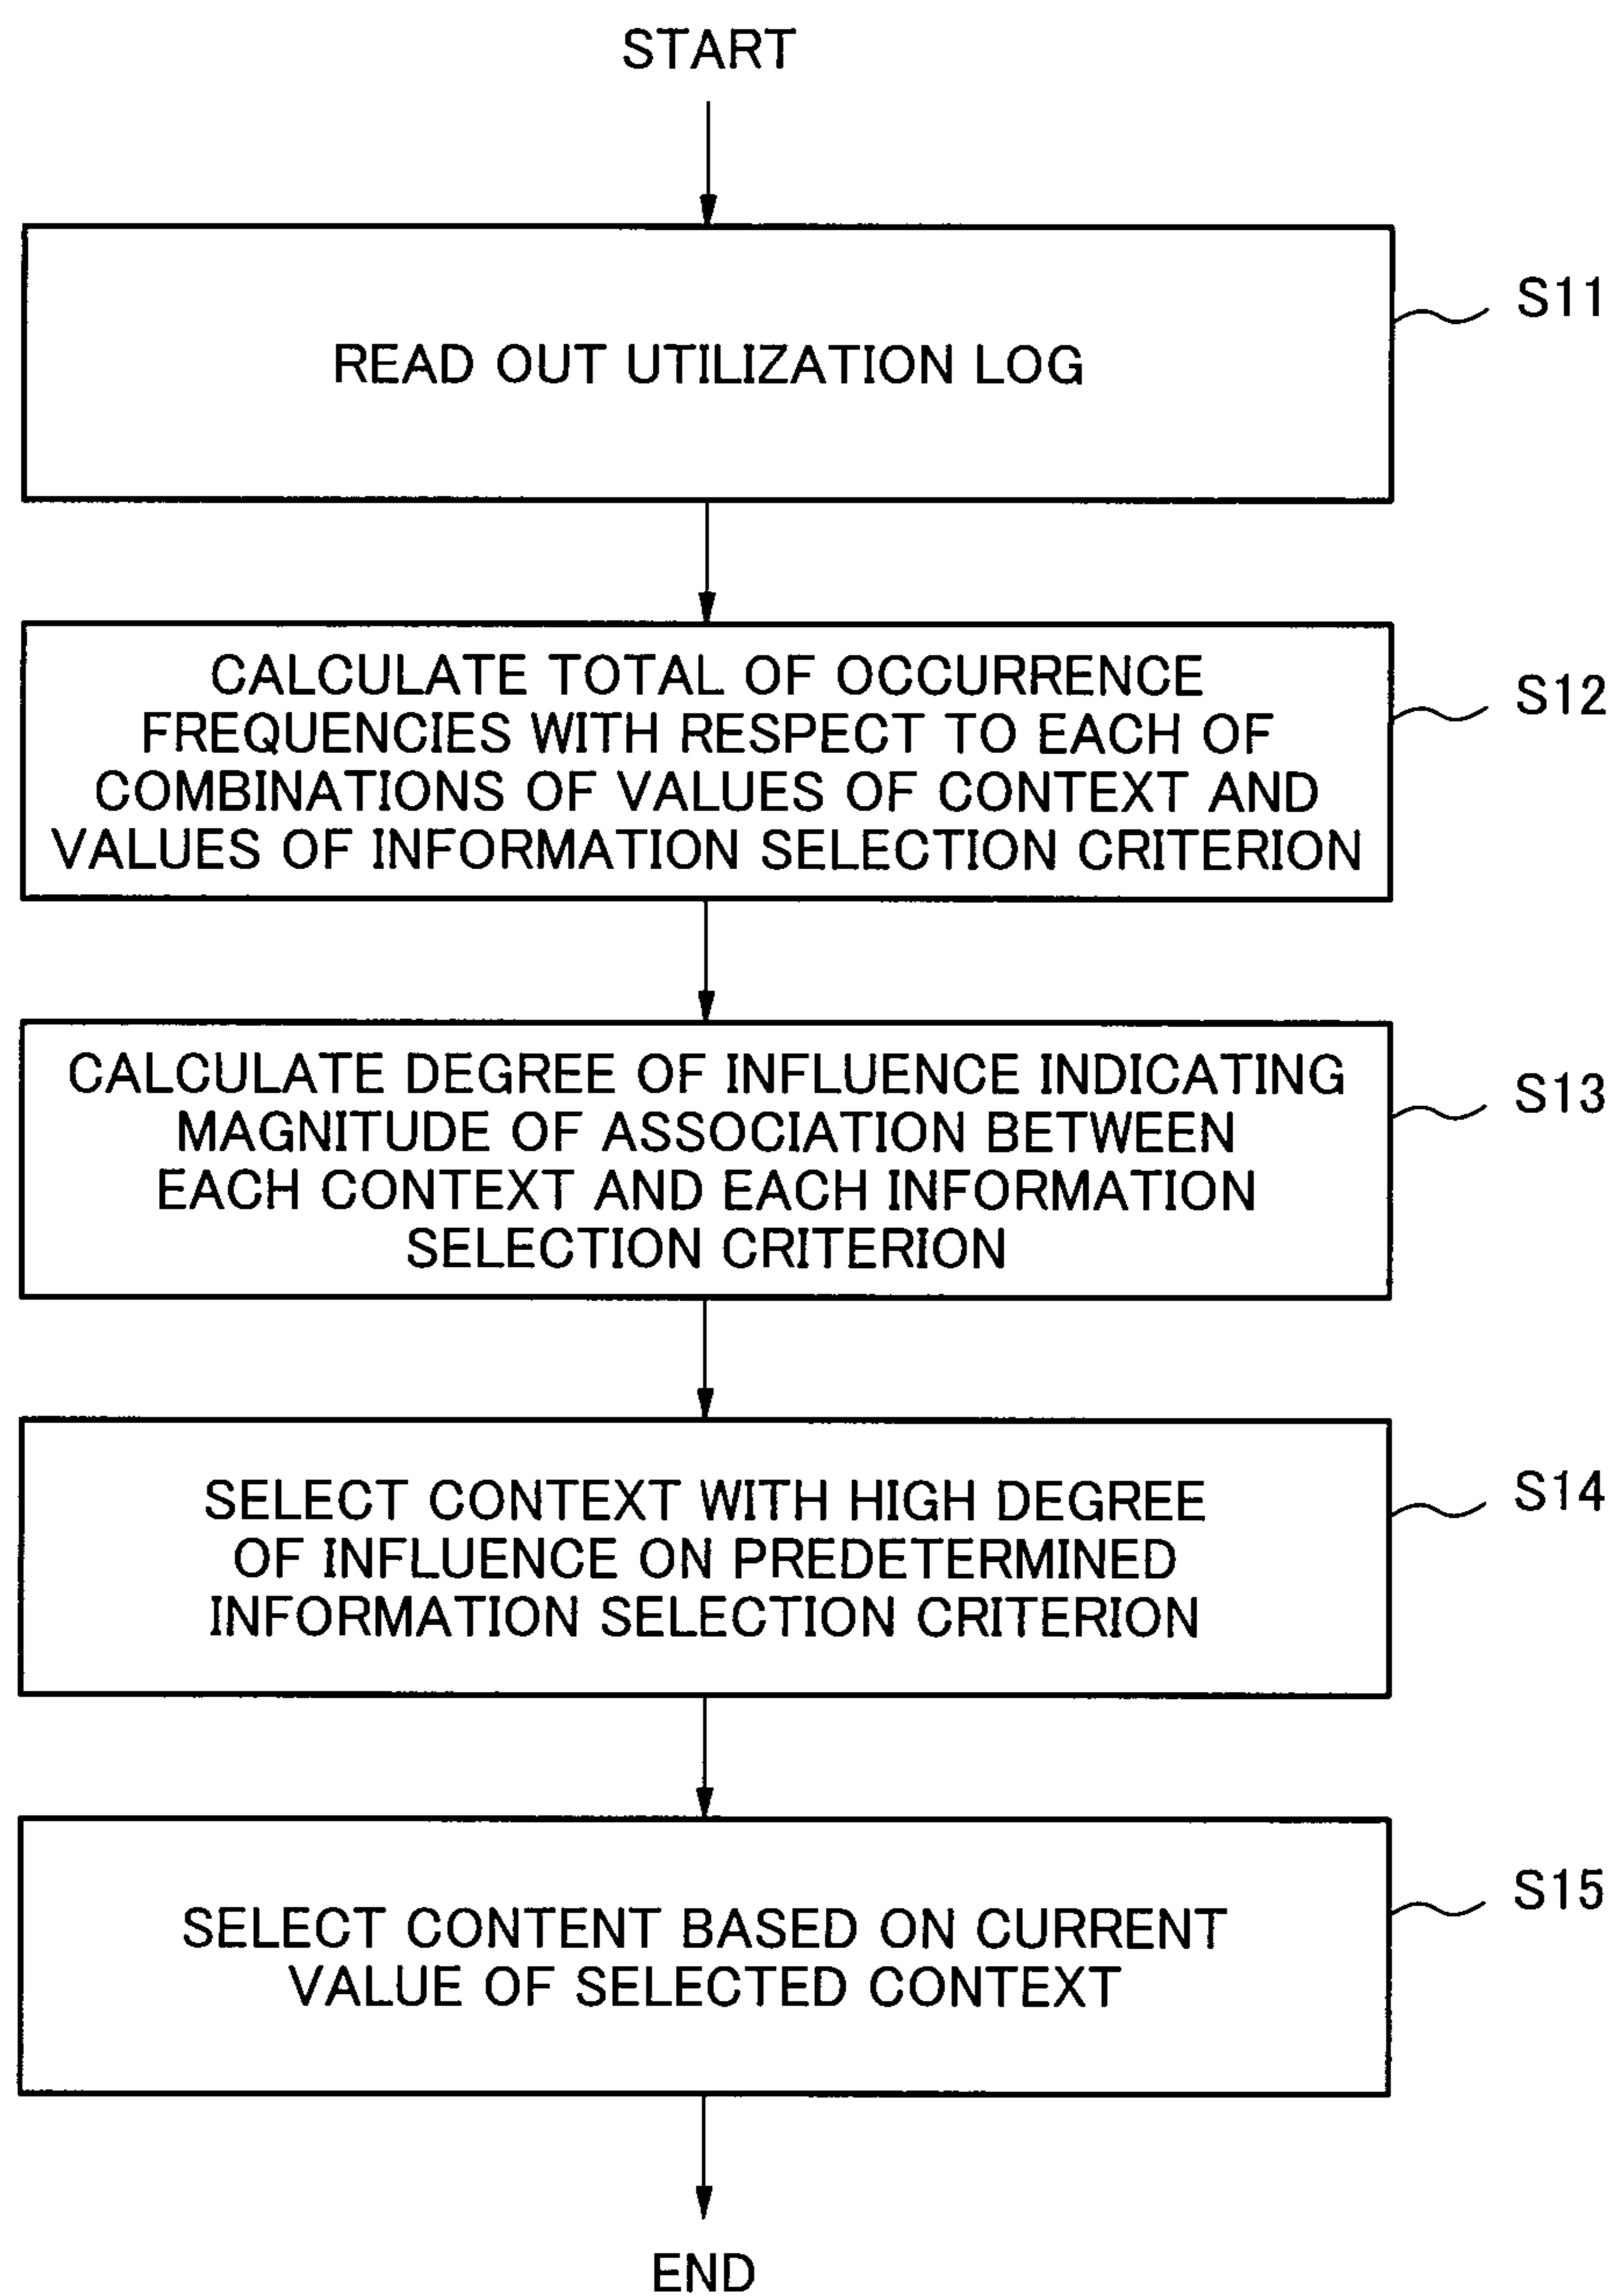 START
S11
READ OUT UTILIZATION LOG
CALCULATE TOTAL OF OCCURRENCE
FREQUENCIES WITH RESPECT TO EACH OF
COMBINATIONS OF VALUES OF CONTEXT AND
VALUES OF INFORMATION SELECTION CRITERION
S12
CALCULATE DEGREE OF INFLUENCE INDICATING
MAGNITUDE OF ASSOCIATION BETWEEN
EACH CONTEXT AND EACH INFORMATION
SELECTION CRITERION
S13
SELECT CONTEXT WITH HIGH DEGREE
OF INFLUENCE ON PREDETERMINED
INFORMATION SELECTION CRITERION
S14
SELECT CONTENT BASED ON CURRENT
VALUE OF SELECTED CONTEXT
S15
END